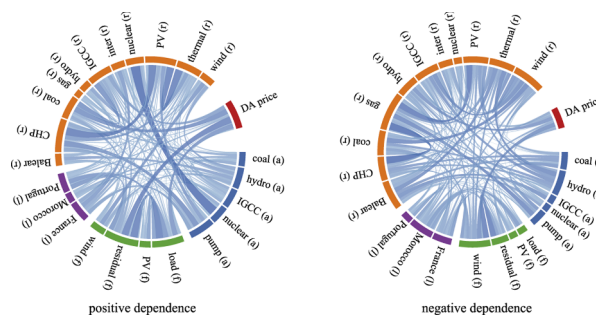 wind (r)
thermal (r)
PV (r)
nuclear (r)
inter (r)
IGCC (r)
hydro (r)
gas (r)
coal (r)
CHP (r)
Balear (r)
Portugal (i)
Morocco (i)
France (i)
wind (f)
residual (f)
PV (f)
load (f)
pump (a)
nuclear (a)
IGCC (a)
hydro (a)
coal (a)
DA price
positive dependence
wind (r)
thermal (r)
PV (r)
nuclear (r)
inter (r)
IGCC (r)
hydro (r)
gas (r)
coal (r)
CHP (r)
Balear (r)
Portugal (i)
Morocco (i)
France (i)
wind (f)
residual (f)
PV (f)
load (f)
pump (a)
nuclear (a)
IGCC (a)
hydro (a)
coal (a)
DA price
negative dependence